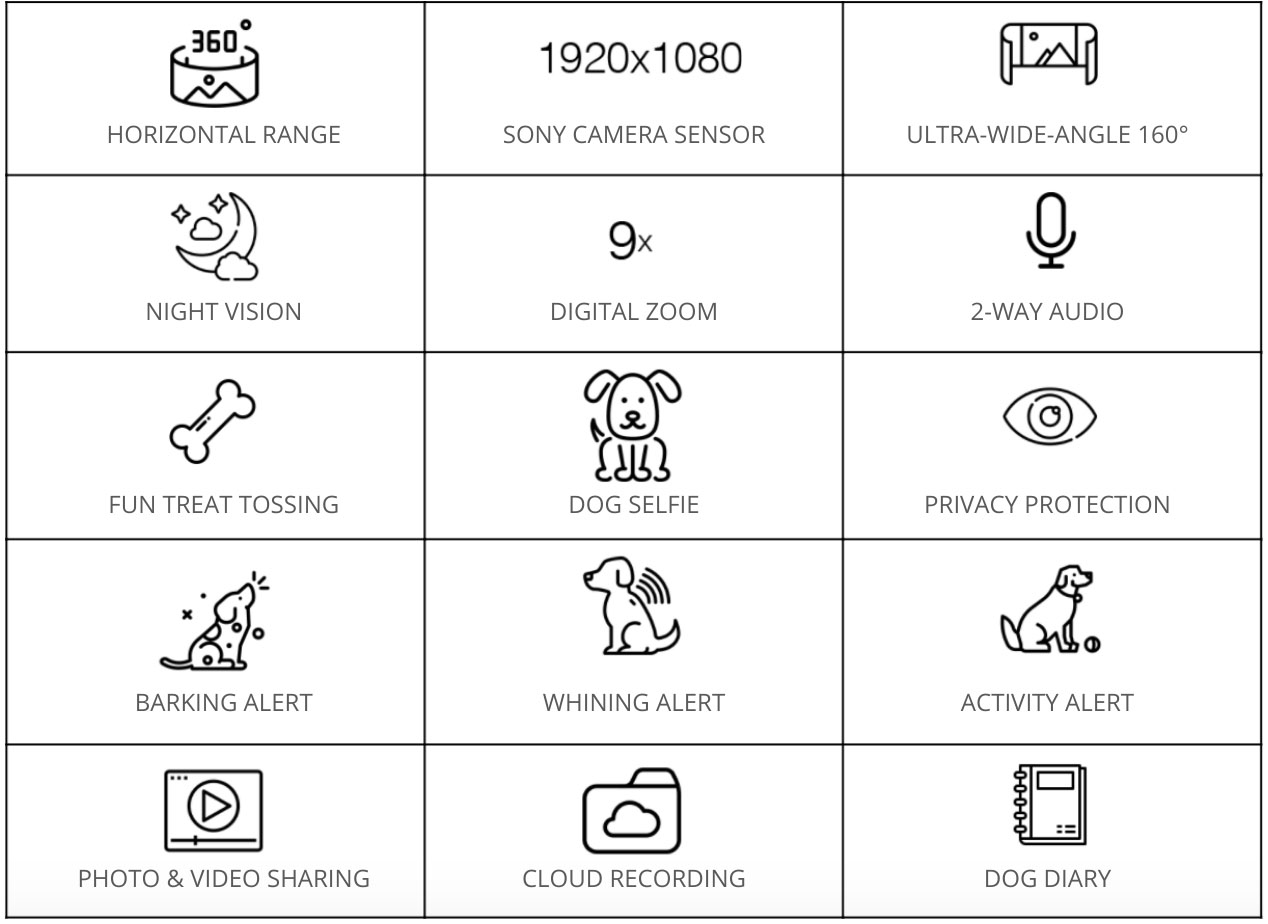 360°
HORIZONTAL RANGE
1920x1080
SONY CAMERA SENSOR
ULTRA-WIDE-ANGLE 160°
NIGHT VISION
9x
DIGITAL ZOOM
2-WAY AUDIO
FUN TREAT TOSSING
DOG SELFIE
PRIVACY PROTECTION
BARKING ALERT
WHINING ALERT
ACTIVITY ALERT
PHOTO & VIDEO SHARING
CLOUD RECORDING
DOG DIARY